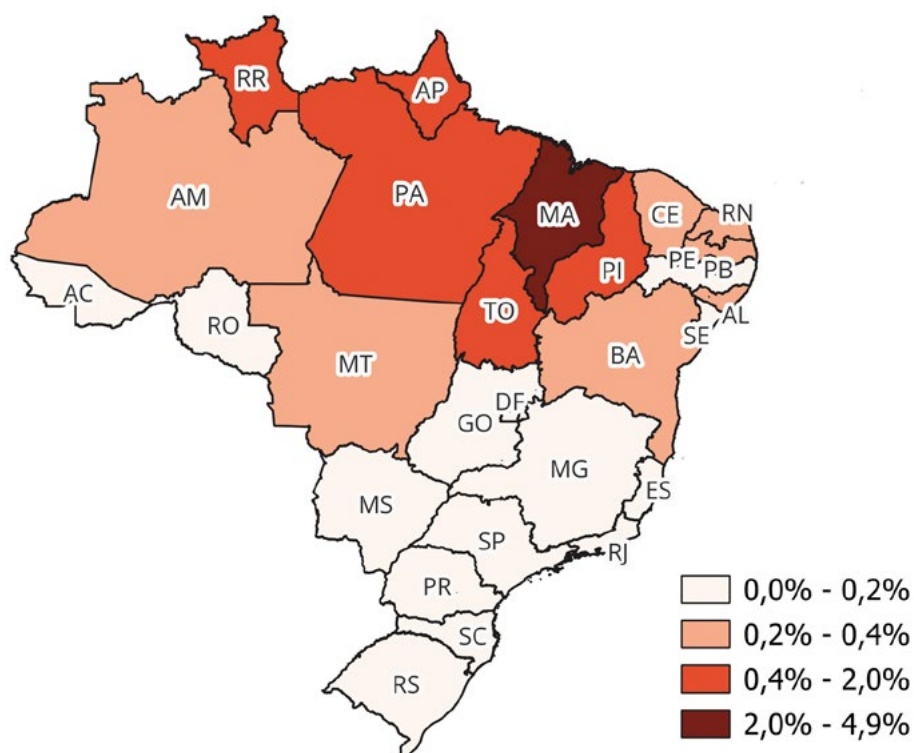 RR
AP
AM
PA
MA
CE
RN
PI
PE
PB
AC
TO
AL
RO
SE
MT
BA
DF
GO
MG
MS
ES
SP
RJ
PR
SC
RS
0,0% - 0,2%
0,2% - 0,4%
0,4% - 2,0%
2,0% - 4,9%